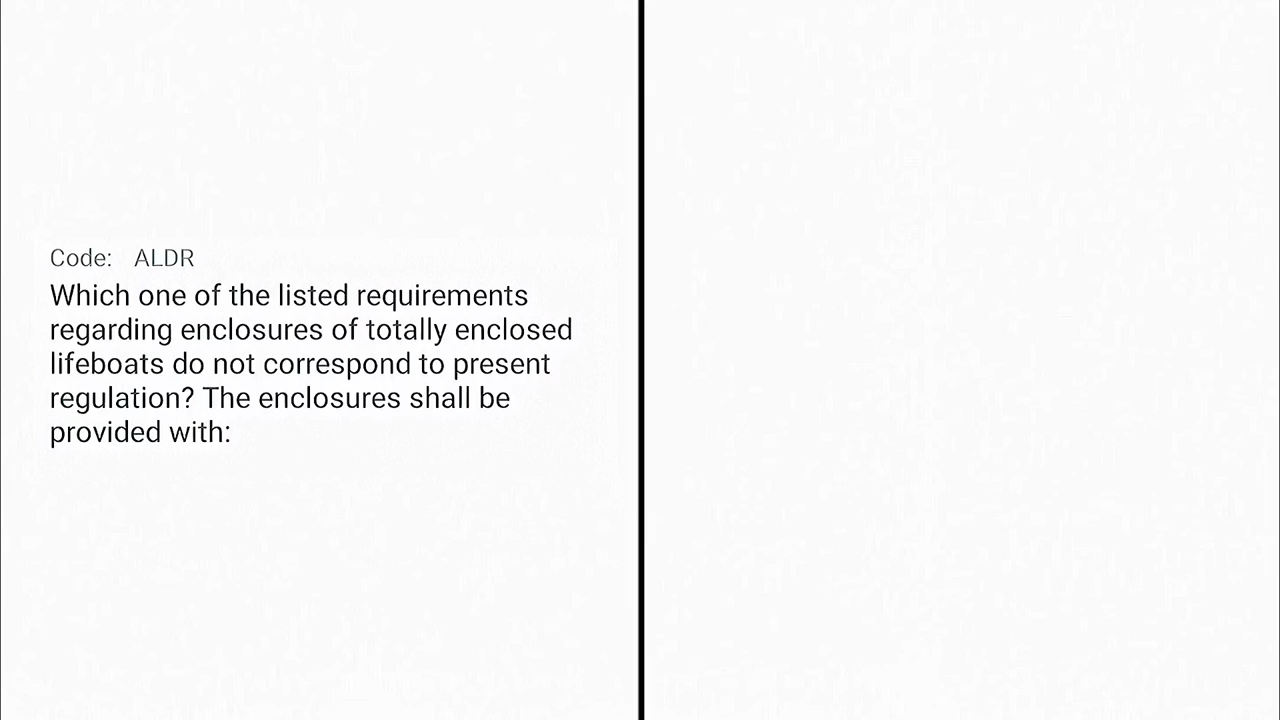 Code: ALDR
Which one of the listed requirements
regarding enclosures of totally enclosed
lifeboats do not correspond to present
regulation? The enclosures shall be
provided with: